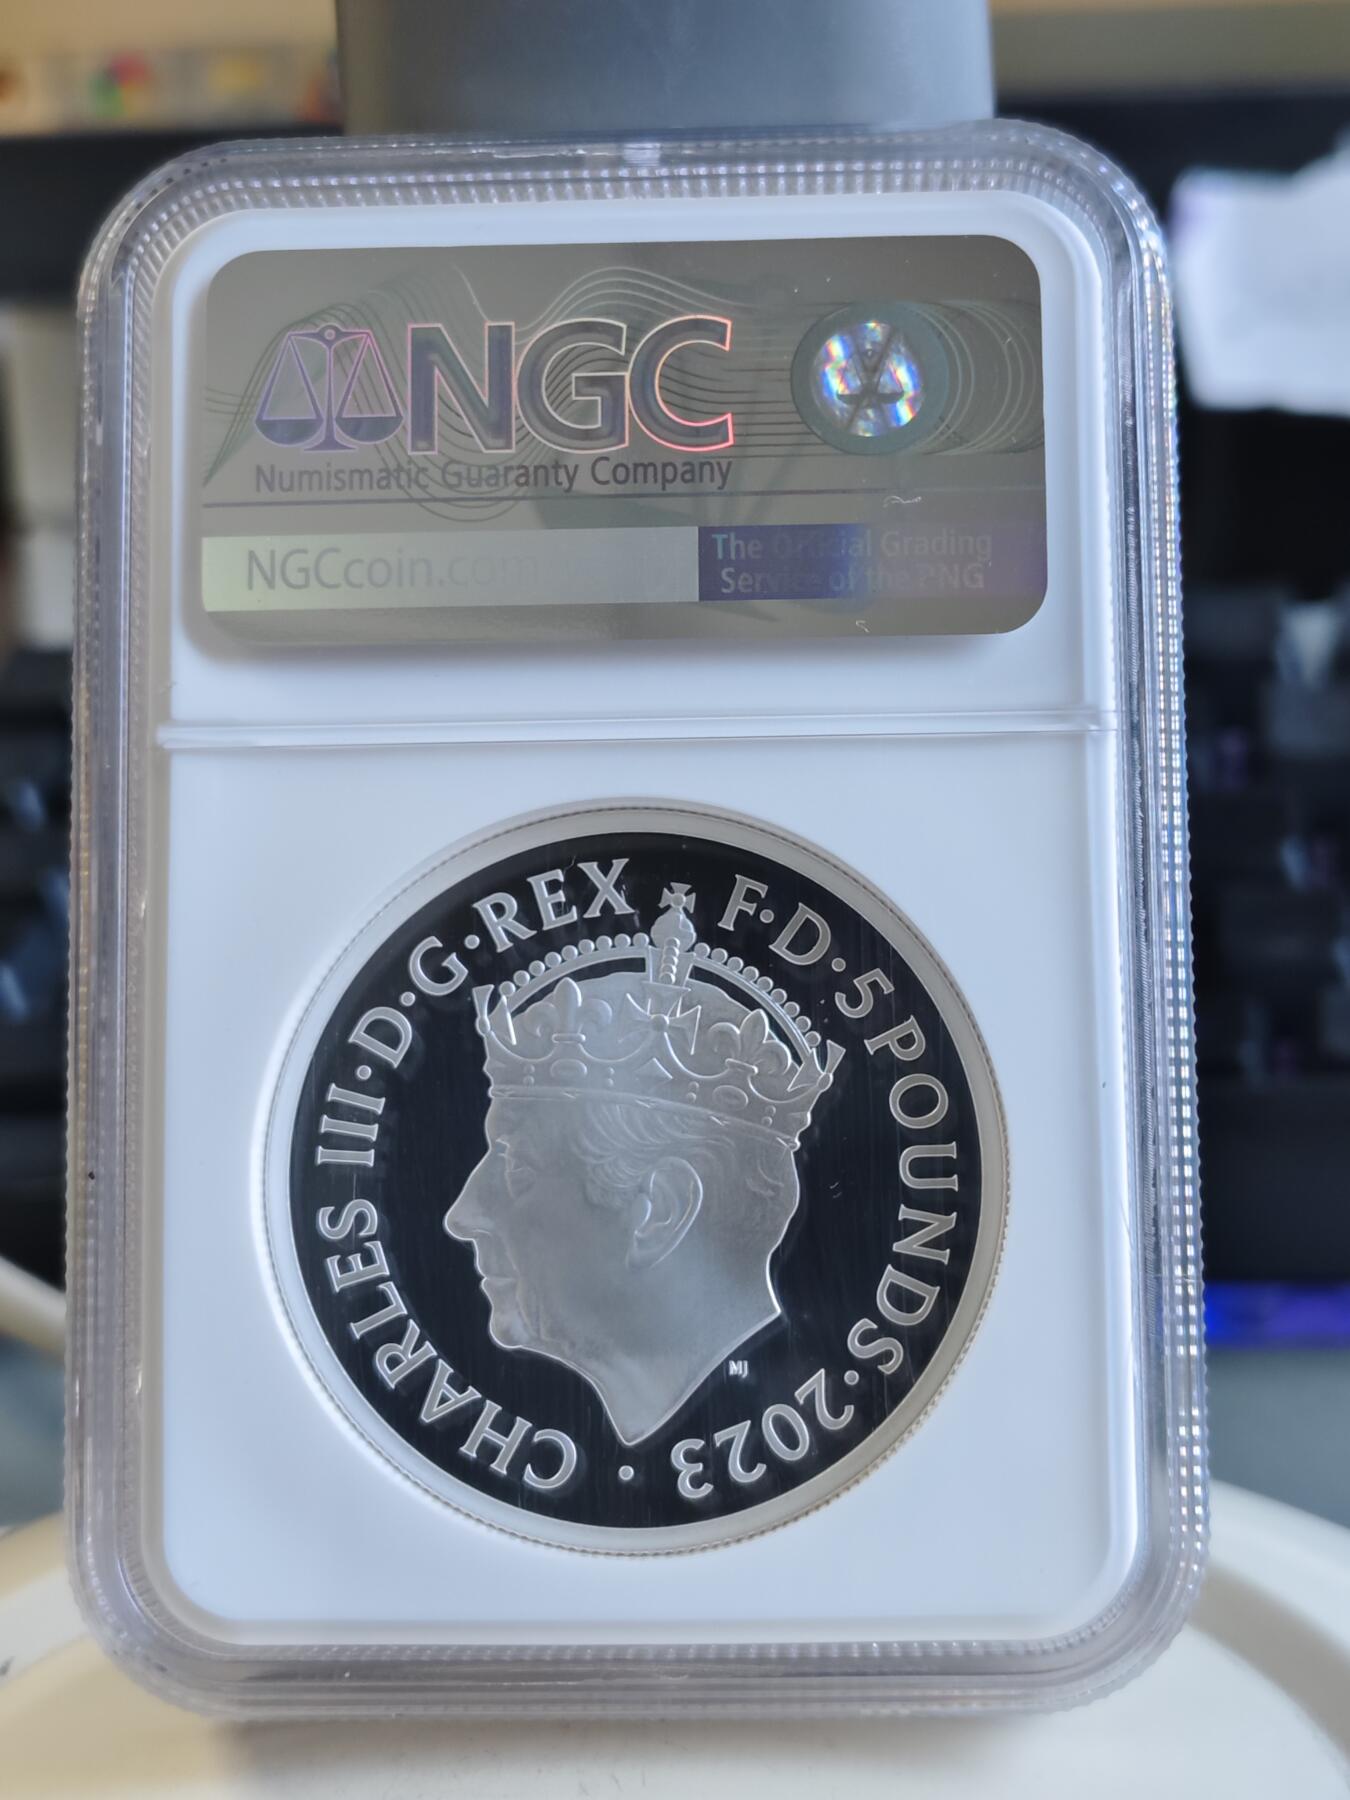 NGC
Numismatic Guaranty Company
NGCcoin.com
The Official Grading
Service of the PNG
CHARLES III·D·G·REX F·D·5 POUNDS·2023·
MJ